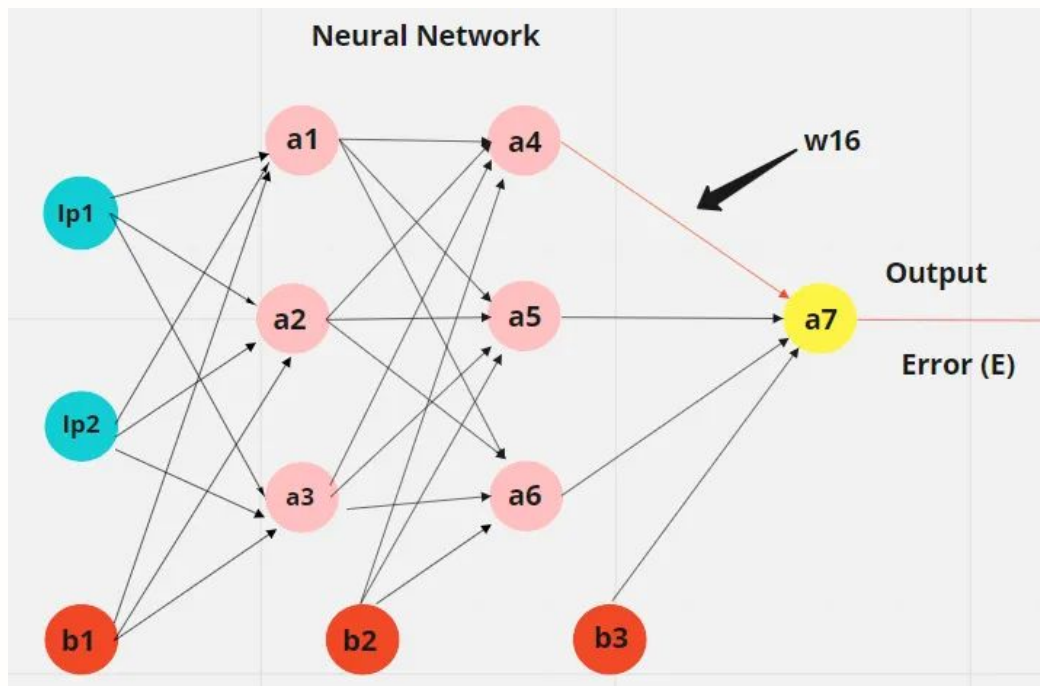 Neural Network
a1
a4
w16
Ip1
Output
a2
a5
a7
Error (E)
Ip2
a3
a6
b1
b2
b3